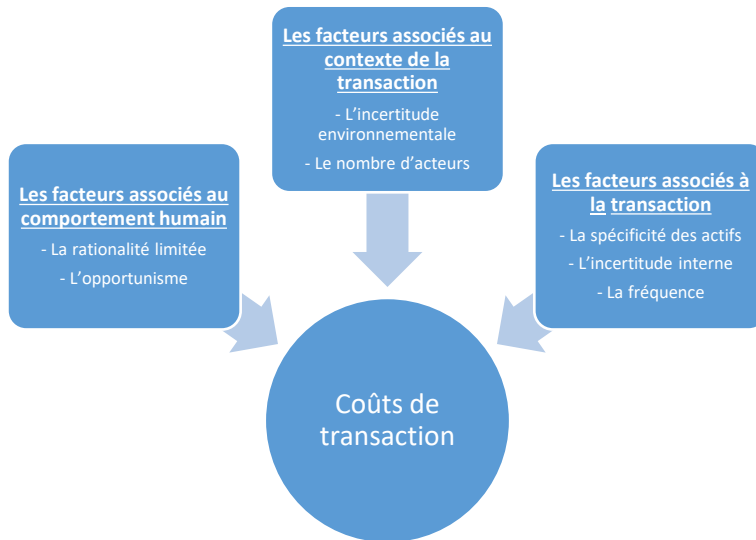 Les facteurs associés au
contexte de la
transaction
- L’incertitude
environnementale
- Le nombre d’acteurs
Les facteurs associés au
comportement humain
- La rationalité limitée
- L’opportunisme
Les facteurs associés à
la transaction
- La spécificité des actifs
- L’incertitude interne
- La fréquence
Coûts de
transaction